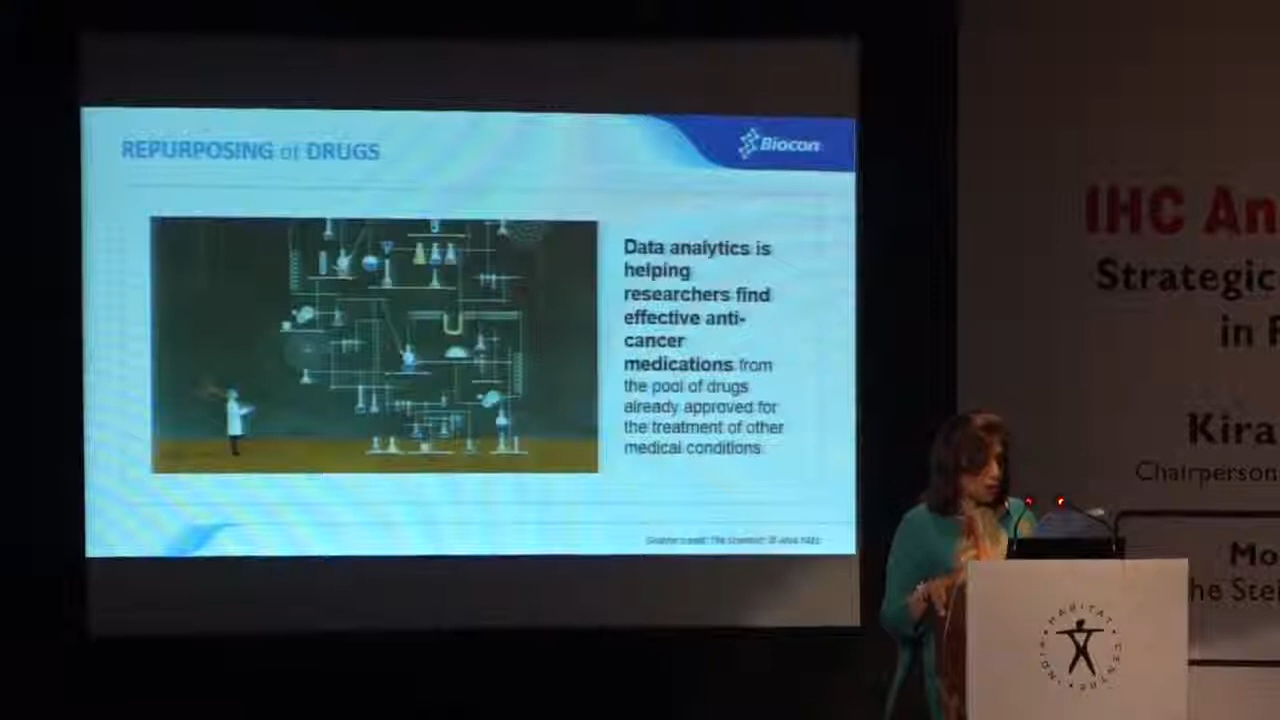 REPURPOSING of DRUGS
Biocon
Data analytics is
helping
researchers find
effective anti-
cancer
medications from
the pool of drugs
already approved for
the treatment of other
medical conditions.
IHC An
Strategic
in
Kira
Chairperson
Mo
he Ste
INDIA HABITAT CENTRE